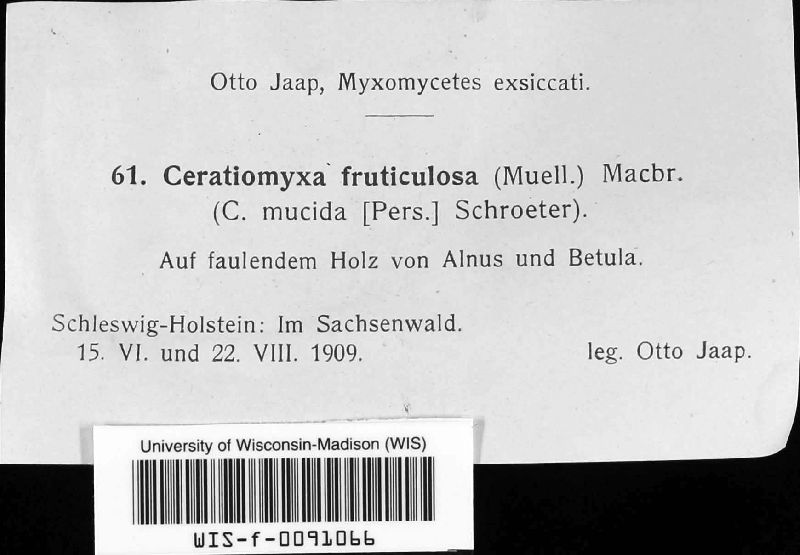 Otto Jaap, Myxomycetes exsiccati.
61. Ceratiomyxa fruticulosa (Muell.) Macbr.
(C. mucida [Pers.] Schroeter).
Auf faulendem Holz von Alnus und Betula.
Schleswig-Holstein: Im Sachsenwald.
15. VI. und 22. VIII. 1909. leg. Otto Jaap.
University of Wisconsin-Madison (WIS)
WIS-f-0091066